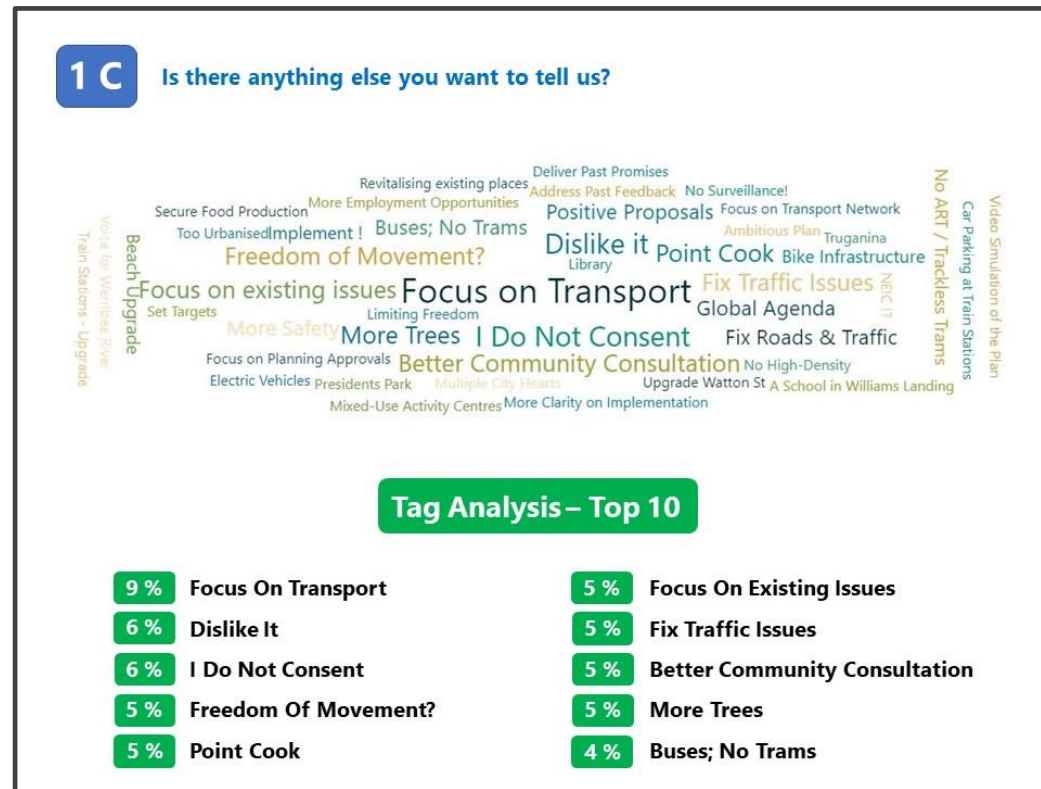 1 C
Is there anything else you want to tell us?
Deliver Past Promises
Revitalising existing places
Address Past Feedback
No Surveillance!
More Employment Opportunities
Secure Food Production
Positive Proposals
Focus on Transport Network
Buses; No Trams
Too Urbanised
Implement !
Ambitious Plan
Truganina
Dislike it
Freedom of Movement?
Point Cook
Bike Infrastructure
Library
Focus on existing issues
Focus on Transport
Fix Traffic Issues
NEIC !?
Set Targets
Limiting Freedom
Global Agenda
More Safety
More Trees
I Do Not Consent
Fix Roads & Traffic
Focus on Planning Approvals
Better Community Consultation
No High-Density
Electric Vehicles
Presidents Park
Multiple City Hearts
Upgrade Watton St
A School in Williams Landing
Mixed-Use Activity Centres
More Clarity on Implementation
Train Stations - Upgrade
Voice for Werribee River
Beach Upgrade
No ART / Trackless Trams
Car Parking at Train Stations
Video Simulation of the Plan
Tag Analysis – Top 10
9 % Focus On Transport
6 % Dislike It
6 % I Do Not Consent
5 % Freedom Of Movement?
5 % Point Cook
5 % Focus On Existing Issues
5 % Fix Traffic Issues
5 % Better Community Consultation
5 % More Trees
4 % Buses; No Trams